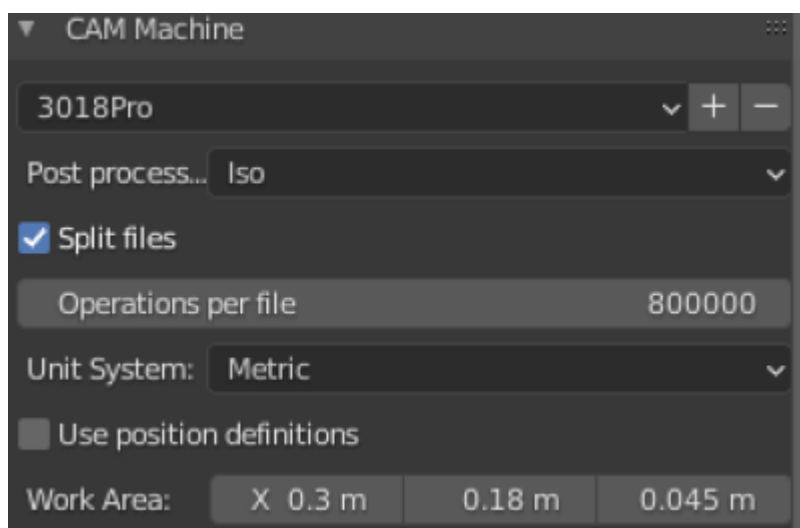 CAM Machine
3018Pro
Post process... Iso
Split files
Operations per file 800000
Unit System: Metric
Use position definitions
Work Area: X 0.3 m 0.18 m 0.045 m